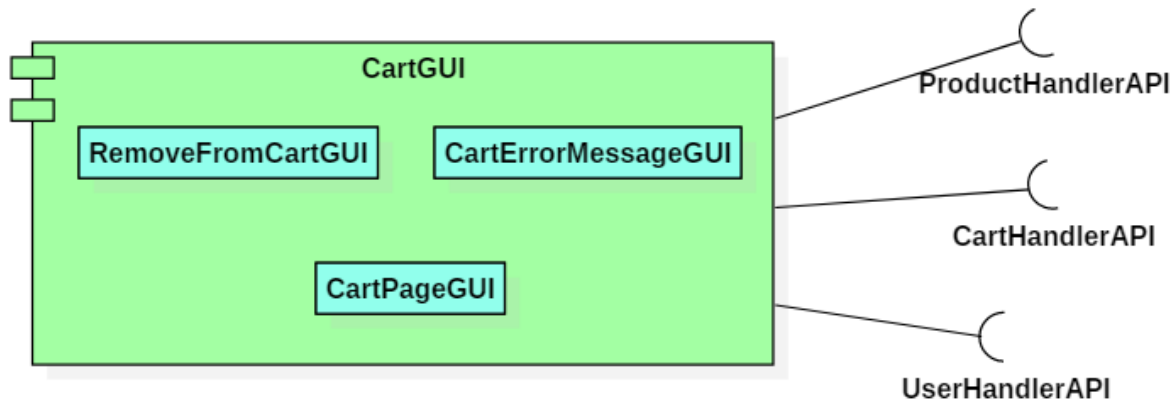 CartGUI
ProductHandlerAPI
RemoveFromCartGUI
CartErrorMessageGUI
CartHandlerAPI
CartPageGUI
UserHandlerAPI